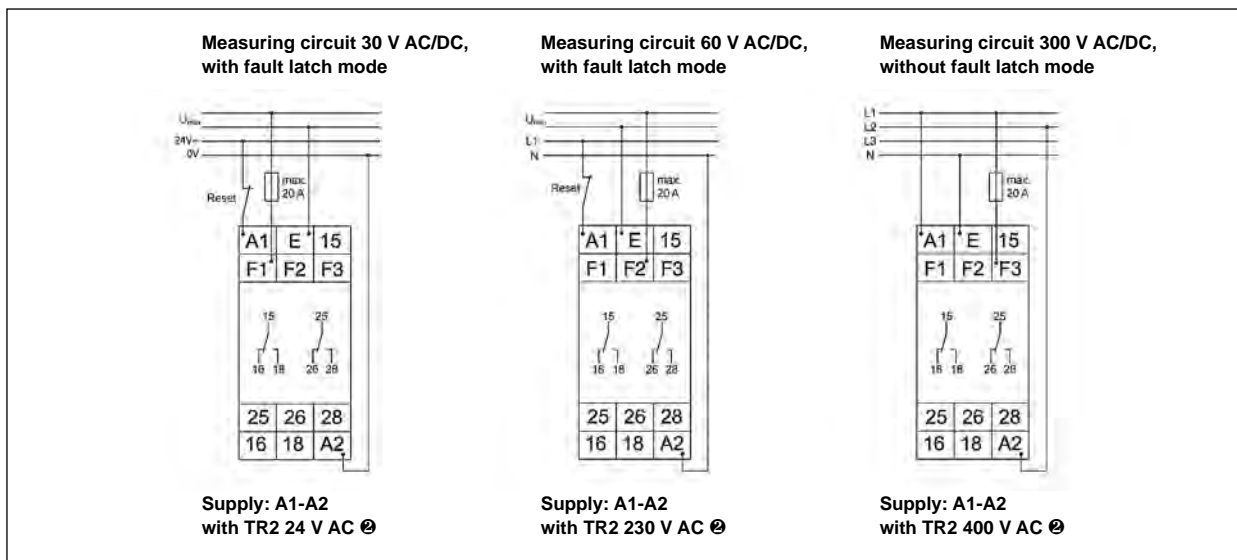 Measuring circuit 30 V AC/DC,
with fault latch mode
Umax
24V~
0V
Reset
max.
20 A
A1 E 15
F1 F2 F3
15 25
16 18 26 28
25 26 28
16 18 A2
Supply: A1-A2
with TR2 24 V AC ❷
Measuring circuit 60 V AC/DC,
with fault latch mode
L1
N
Reset
max.
20 A
A1 E 15
F1 F2 F3
15 25
16 18 26 28
25 26 28
16 18 A2
Supply: A1-A2
with TR2 230 V AC ❷
Measuring circuit 300 V AC/DC,
without fault latch mode
L1
L2
L3
N
max.
20 A
A1 E 15
F1 F2 F3
15 25
16 18 26 28
25 26 28
16 18 A2
Supply: A1-A2
with TR2 400 V AC ❷